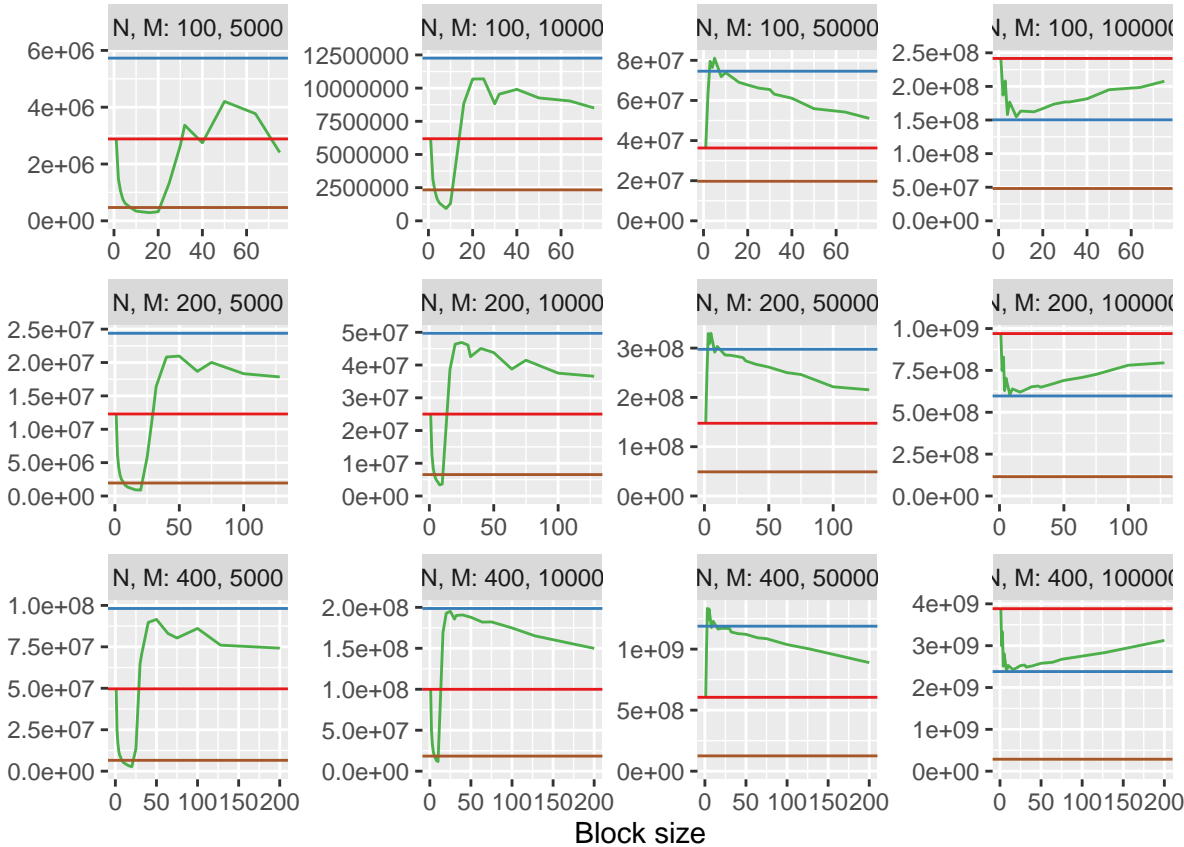 N, M: 100, 5000
N, M: 100, 10000
N, M: 100, 50000
N, M: 100, 100000
6e+06
4e+06
2e+06
0e+00
0 20 40 60
12500000
10000000
7500000
5000000
2500000
0
0 20 40 60
8e+07
6e+07
4e+07
2e+07
0e+00
0 20 40 60
2.5e+08
2.0e+08
1.5e+08
1.0e+08
5.0e+07
0.0e+00
0 20 40 60
N, M: 200, 5000
N, M: 200, 10000
N, M: 200, 50000
N, M: 200, 100000
2.5e+07
2.0e+07
1.5e+07
1.0e+07
5.0e+06
0.0e+00
0 50 100
5e+07
4e+07
3e+07
2e+07
1e+07
0e+00
0 50 100
3e+08
2e+08
1e+08
0e+00
0 50 100
1.0e+09
7.5e+08
5.0e+08
2.5e+08
0.0e+00
0 50 100
N, M: 400, 5000
N, M: 400, 10000
N, M: 400, 50000
N, M: 400, 100000
1.0e+08
7.5e+07
5.0e+07
2.5e+07
0.0e+00
0 50 100 150 200
2.0e+08
1.5e+08
1.0e+08
5.0e+07
0.0e+00
0 50 100 150 200
1e+09
5e+08
0e+00
0 50 100 150 200
4e+09
3e+09
2e+09
1e+09
0e+00
0 50 100 150 200
Block size